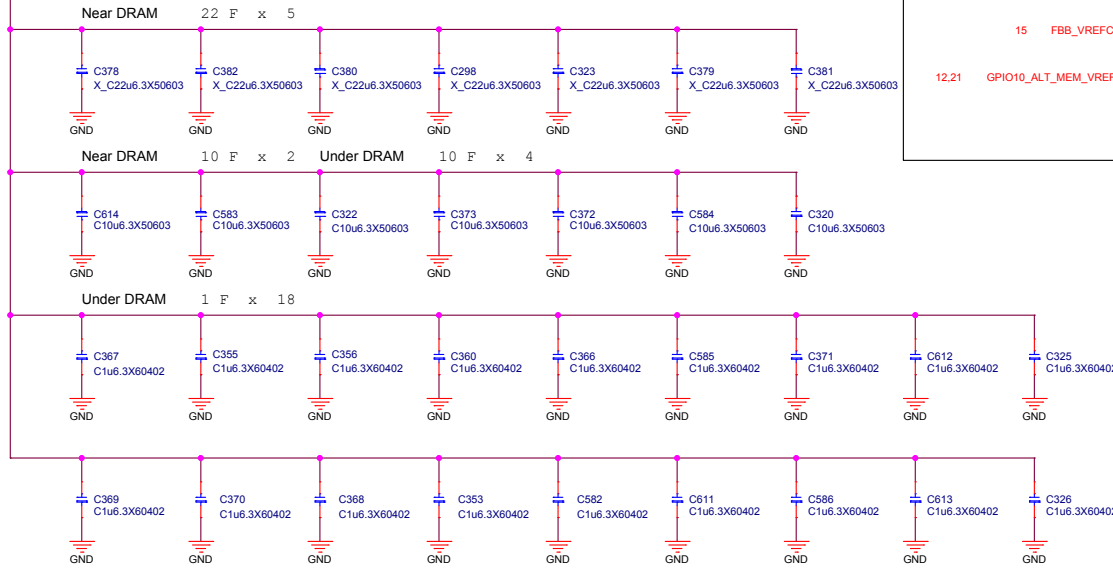 Near DRAM 22 F x 5
15 FBB_VREFC
C378 C382 C380 C298 C323 C379 C381
X_C22u6.3X50603 X_C22u6.3X50603 X_C22u6.3X50603 X_C22u6.3X50603 X_C22u6.3X50603 X_C22u6.3X50603 X_C22u6.3X50603
12,21 GPIO10_ALT_MEM_VREF
GND GND GND GND GND GND GND
Near DRAM 10 F x 2 Under DRAM 10 F x 4
C614 C583 C322 C373 C372 C584 C320
C10u6.3X50603 C10u6.3X50603 C10u6.3X50603 C10u6.3X50603 C10u6.3X50603 C10u6.3X50603 C10u6.3X50603
GND GND GND GND GND GND GND
Under DRAM 1 F x 18
C367 C355 C356 C360 C366 C585 C371 C612 C325
C1u6.3X60402 C1u6.3X60402 C1u6.3X60402 C1u6.3X60402 C1u6.3X60402 C1u6.3X60402 C1u6.3X60402 C1u6.3X60402 C1u6.3X60402
GND GND GND GND GND GND GND GND GND
C369 C370 C368 C353 C582 C611 C586 C613 C326
C1u6.3X60402 C1u6.3X60402 C1u6.3X60402 C1u6.3X60402 C1u6.3X60402 C1u6.3X60402 C1u6.3X60402 C1u6.3X60402 C1u6.3X60402
GND GND GND GND GND GND GND GND GND